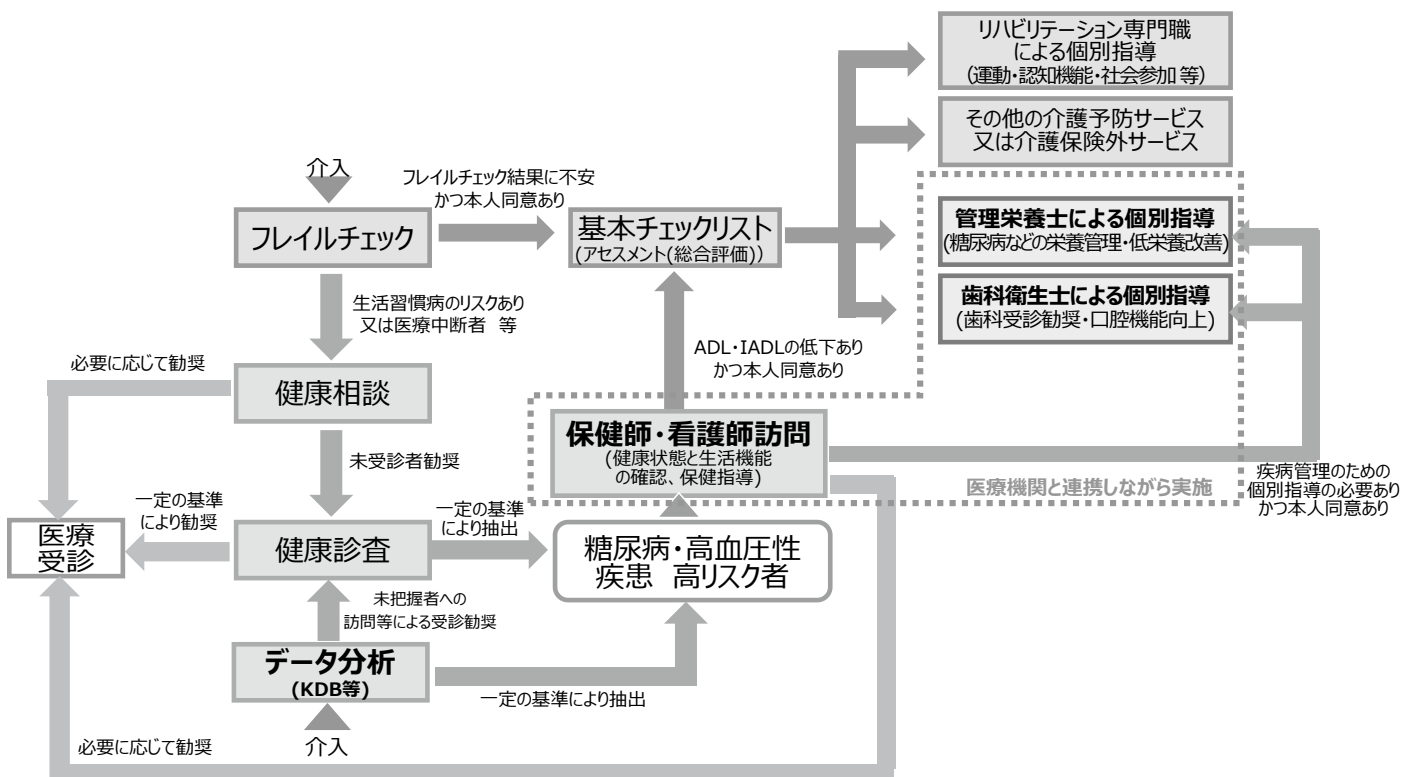 リハビリテーション専門職
による個別指導
(運動・認知機能・社会参加 等)
その他の介護予防サービス
又は介護保険外サービス
介入
フレイルチェック結果に不安
かつ本人同意あり
フレイルチェック
基本チェックリスト
(アセスメント(総合評価))
管理栄養士による個別指導
(糖尿病などの栄養管理・低栄養改善)
歯科衛生士による個別指導
(歯科受診勧奨・口腔機能向上)
生活習慣病のリスクあり
又は医療中断者 等
ADL・IADLの低下あり
かつ本人同意あり
必要に応じて勧奨
健康相談
保健師・看護師訪問
(健康状態と生活機能
の確認、保健指導)
未受診者勧奨
医療機関と連携しながら実施
疾病管理のための
個別指導の必要あり
かつ本人同意あり
一定の基準
により勧奨
一定の基準
により抽出
医療
受診
健康診査
糖尿病・高血圧性
疾患 高リスク者
未把握者への
訪問等による受診勧奨
データ分析
(KDB等)
一定の基準により抽出
必要に応じて勧奨
介入